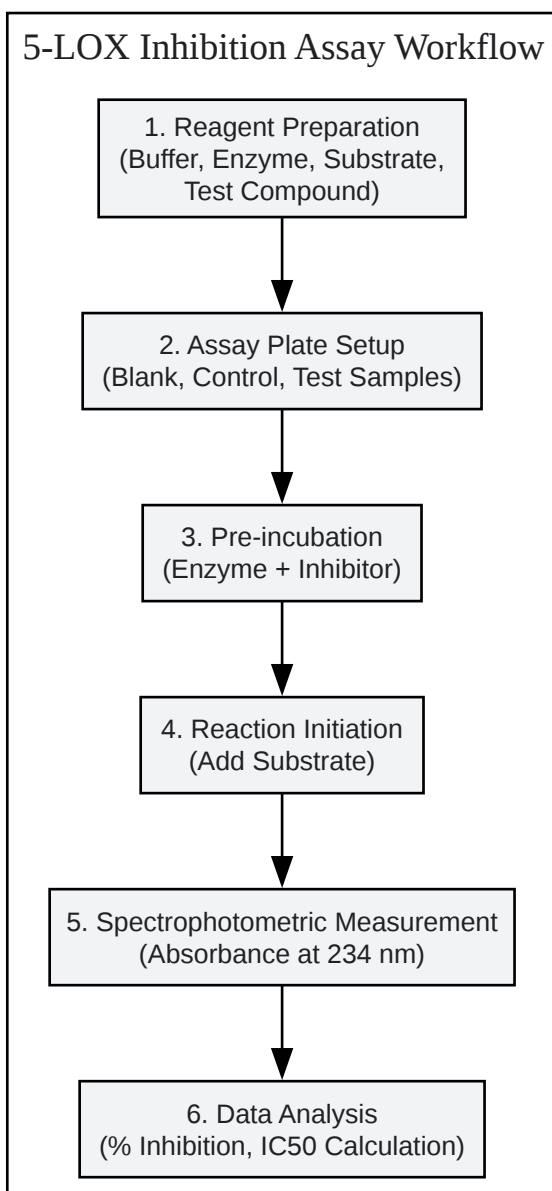 5-LOX Inhibition Assay Workflow
1. Reagent Preparation
(Buffer, Enzyme, Substrate,
Test Compound)
2. Assay Plate Setup
(Blank, Control, Test Samples)
3. Pre-incubation
(Enzyme + Inhibitor)
4. Reaction Initiation
(Add Substrate)
5. Spectrophotometric Measurement
(Absorbance at 234 nm)
6. Data Analysis
(% Inhibition, IC50 Calculation)